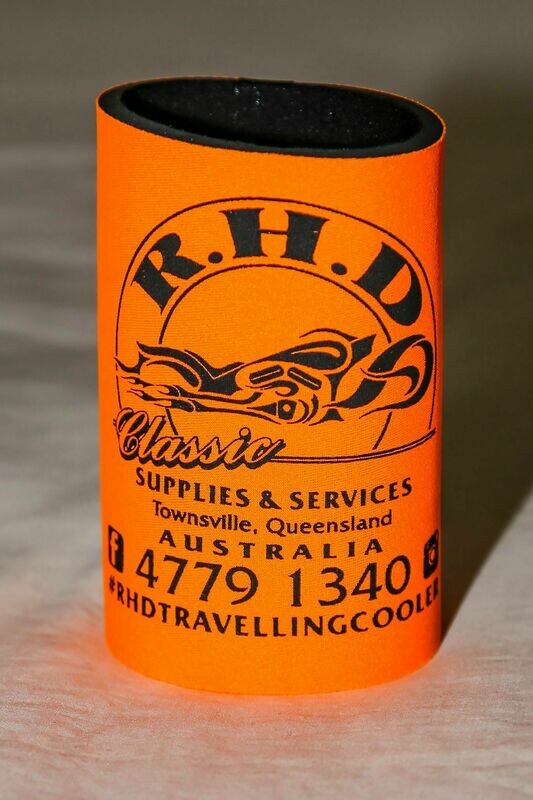 R.H.D
Classic
SUPPLIES & SERVICES
Townsville, Queensland
AUSTRALIA
f 4779 1340
#RHDTRAVELLINGCOOLER